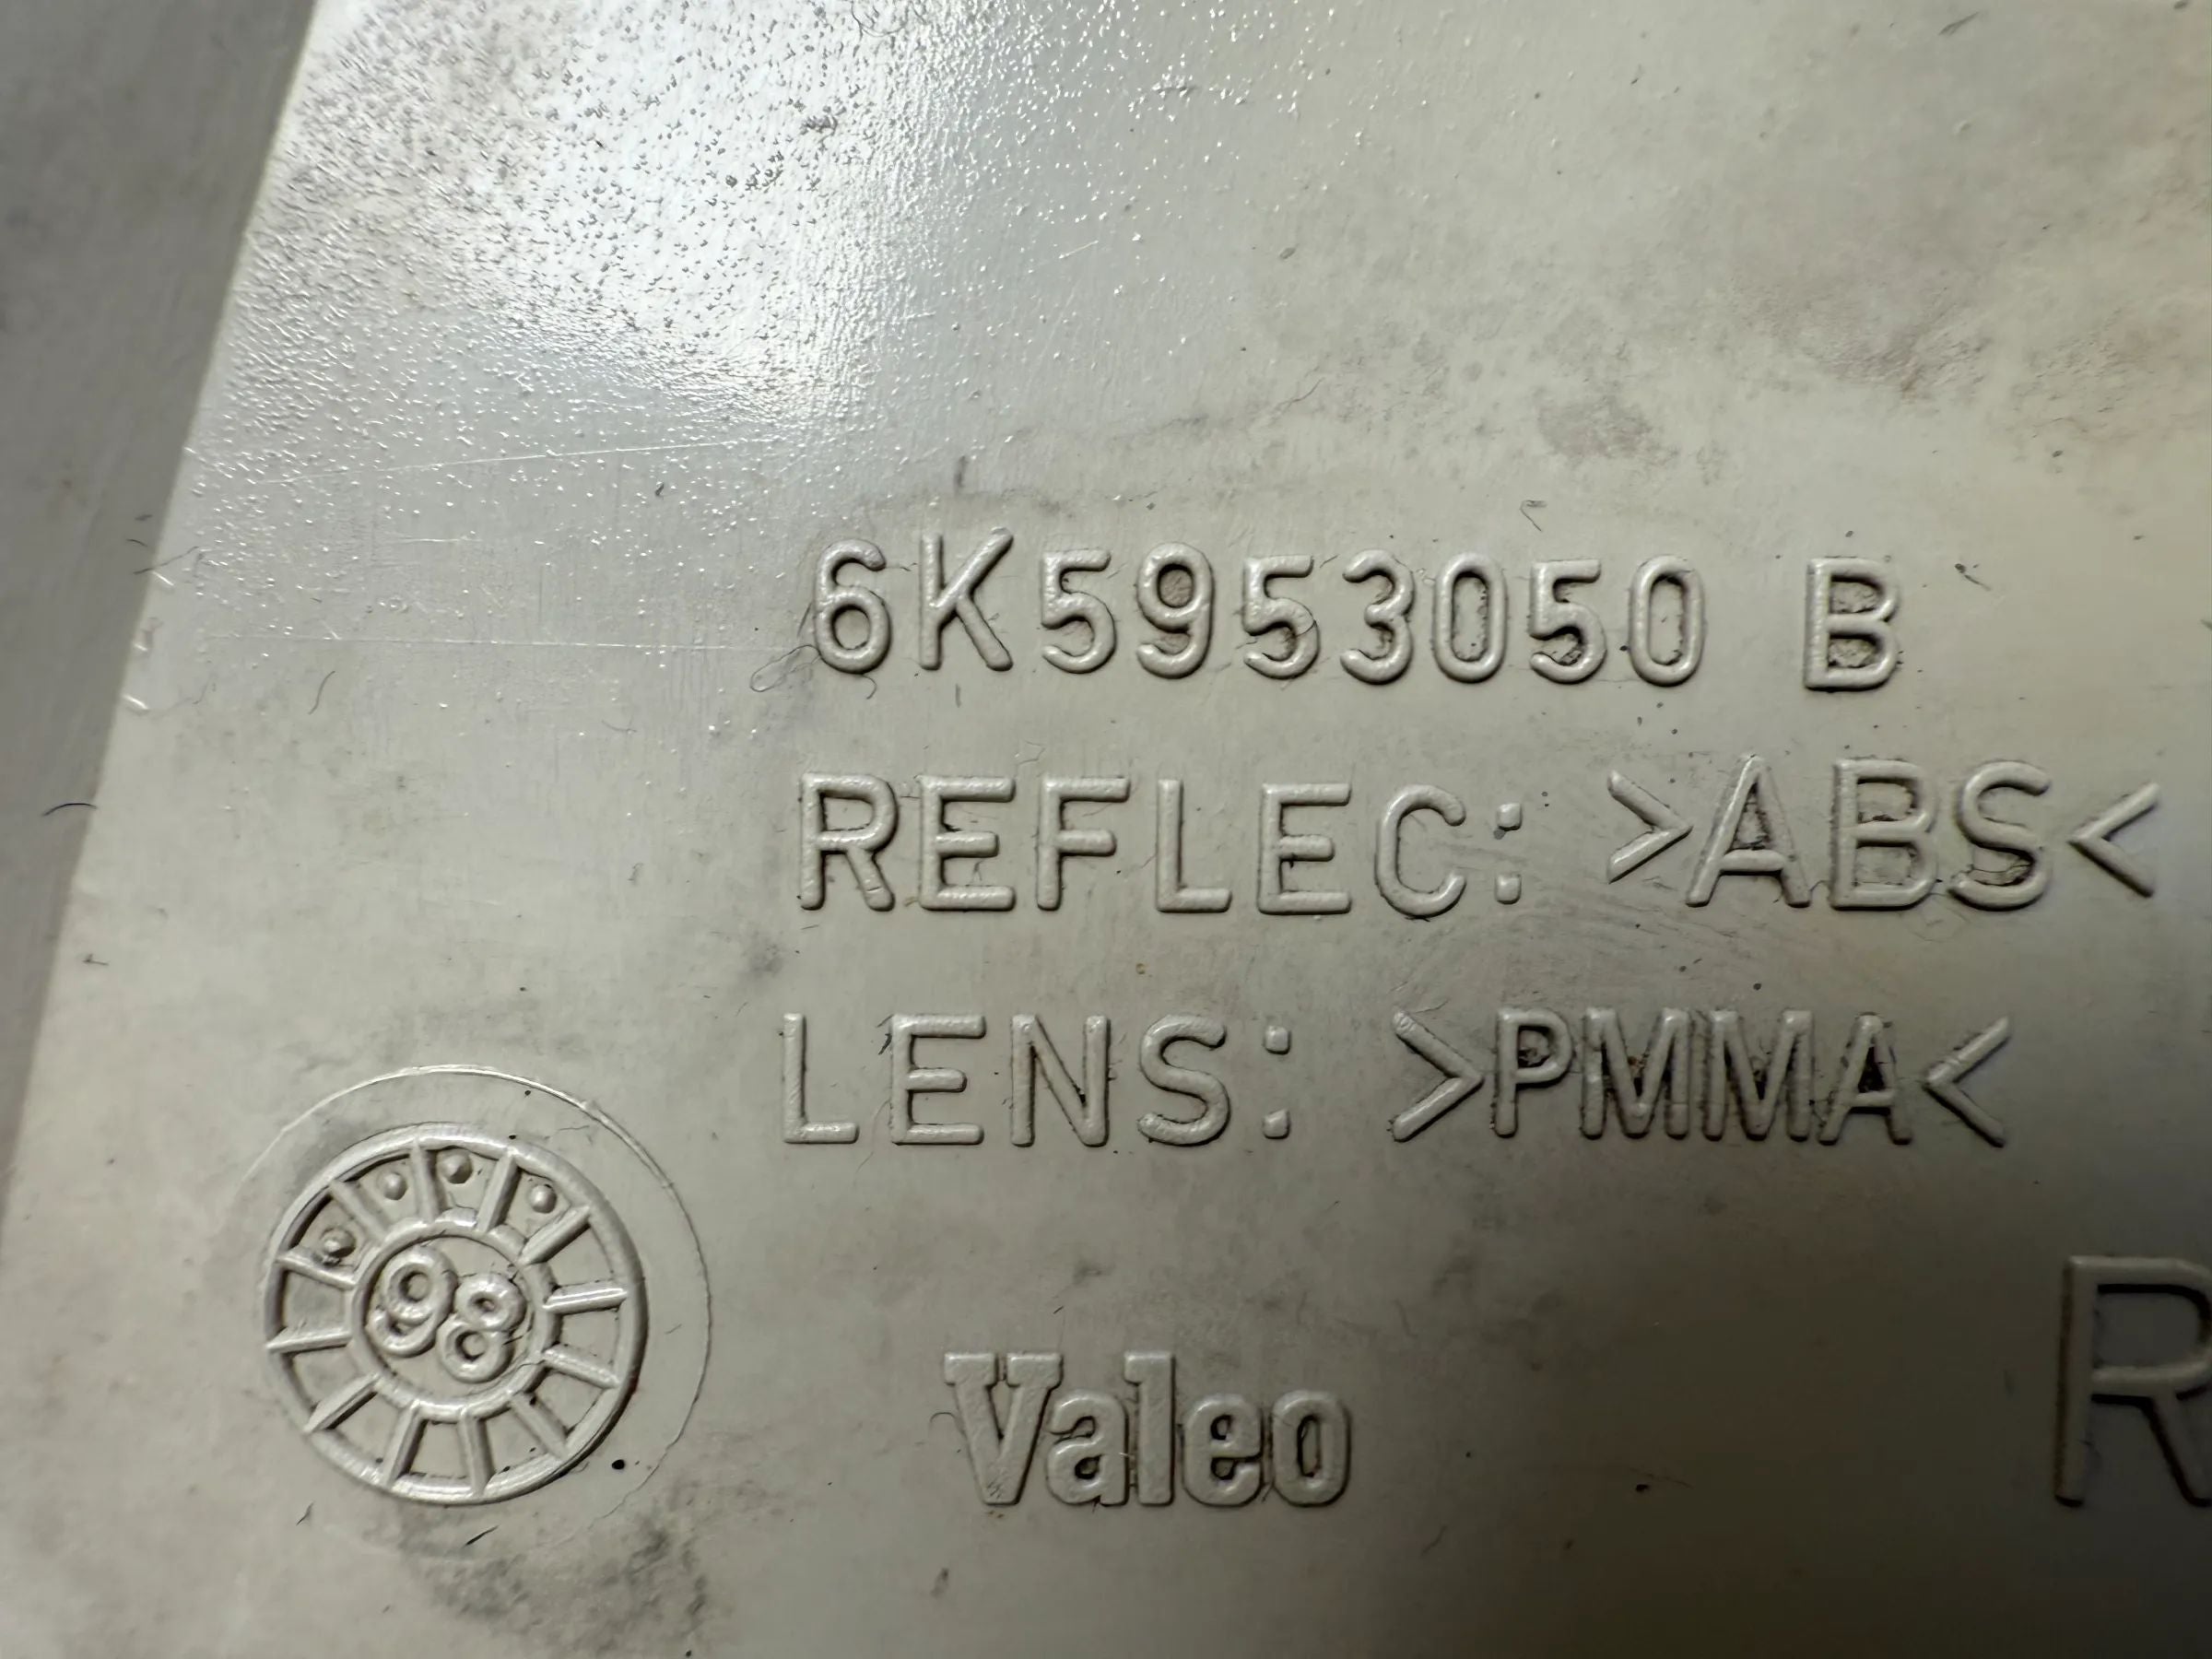 6K5953050 B
REFLEC: >ABS<
LENS: >PMMA<
98
Valeo
R